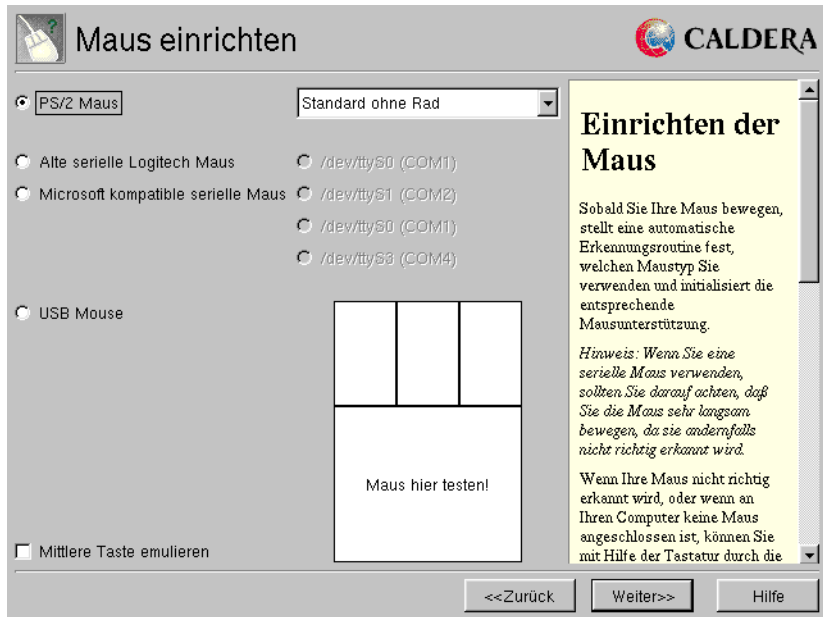 Maus einrichten
CALDERA
PS/2 Maus
Standard ohne Rad
Alte serielle Logitech Maus
/dev/ttyS0 (COM1)
Microsoft kompatible serielle Maus
/dev/ttyS1 (COM2)
/dev/ttyS0 (COM1)
/dev/ttyS3 (COM4)
USB Mouse
Maus hier testen!
Mittlere Taste emulieren
Einrichten der
Maus
Sobald Sie Ihre Maus bewegen,
stellt eine automatische
Erkennungsroutine fest,
welchen Maustyp Sie
verwenden und initialisiert die
entsprechende
Mausunterstützung.
Hinweis: Wenn Sie eine
serielle Maus verwenden,
sollten Sie darauf achten, daß
Sie die Maus sehr langsam
bewegen, da sie andernfalls
nicht richtig erkannt wird.
Wenn Ihre Maus nicht richtig
erkannt wird, oder wenn an
Ihren Computer keine Maus
angeschlossen ist, können Sie
mit Hilfe der Tastatur durch die
<<Zurück
Weiter>>
Hilfe